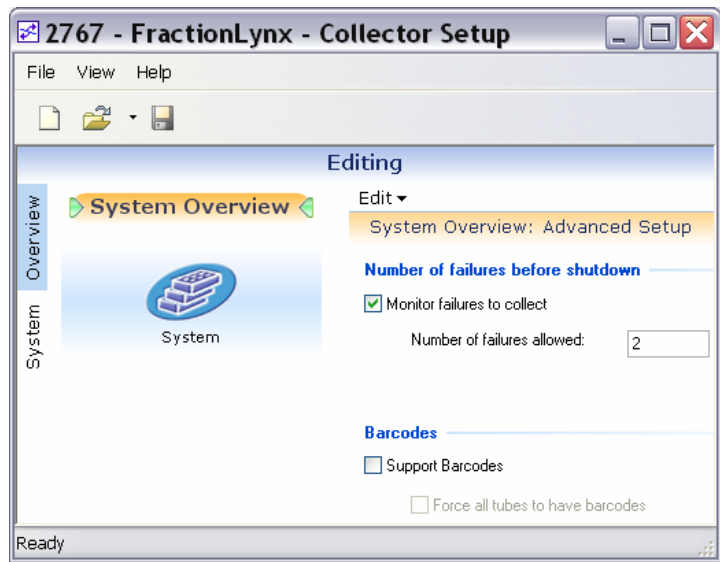 2767 - FractionLynx - Collector Setup
File View Help
Editing
Overview
System
System Overview
System
Edit
System Overview: Advanced Setup
Number of failures before shutdown
Monitor failures to collect
Number of failures allowed: 2
Barcodes
Support Barcodes
Force all tubes to have barcodes
Ready